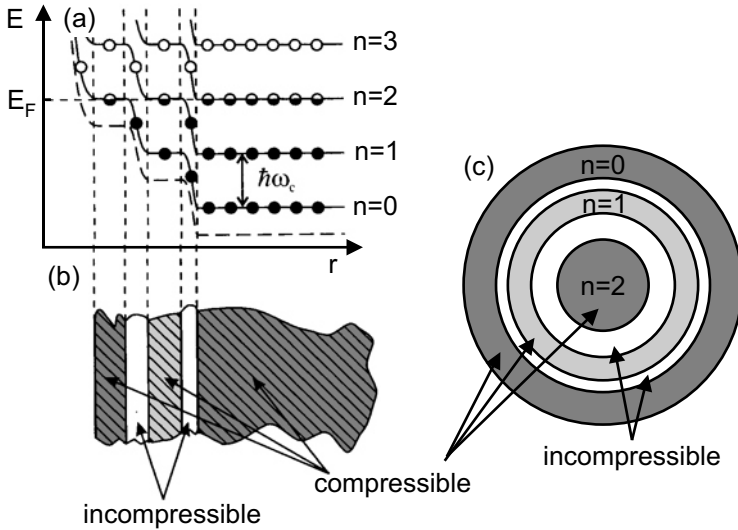 (a)
E
n=3
E_F
n=2
n=1
ħω_c
n=0
r
(b)
incompressible
compressible
(c)
n=0
n=1
n=2
incompressible